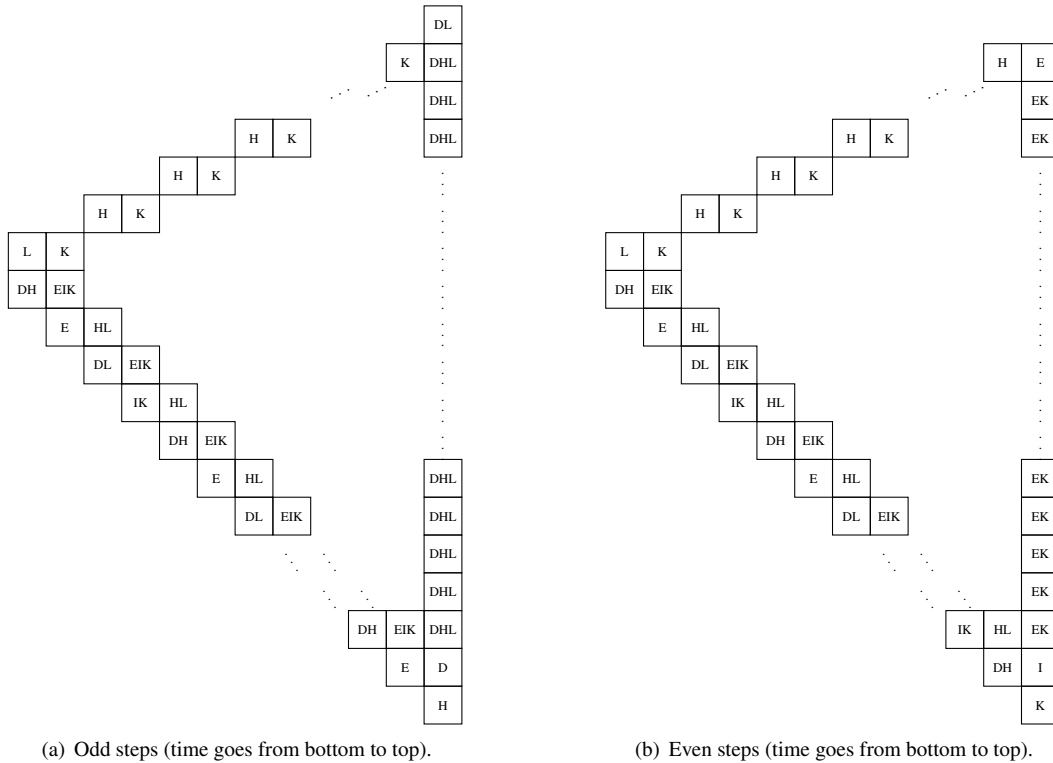 DL
K DHL H E
DHL EK
H K DHL H K EK
H K H K
H K H K
L K L K
DH EIK DH EIK
E HL E HL
DL EIK DL EIK
IK HL IK HL
DH EIK DH EIK
E HL DHL E HL EK
DL EIK DHL DL EIK EK
DHL EK
DHL EK
DH EIK DHL IK HL EK
E D DH I
H K
(a) Odd steps (time goes from bottom to top).
(b) Even steps (time goes from bottom to top).